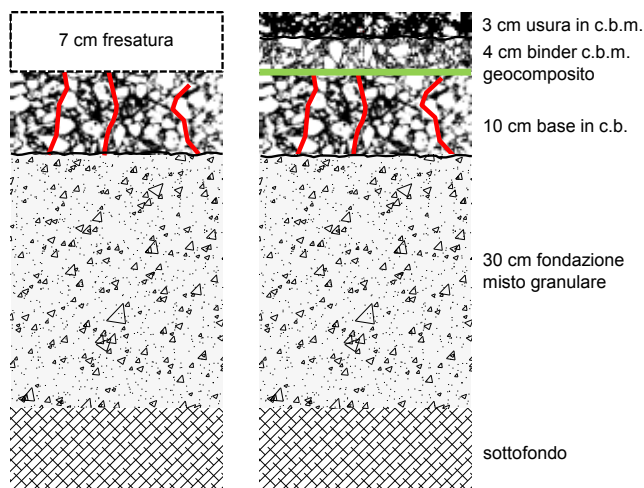 7 cm fresatura
3 cm usura in c.b.m.
4 cm binder c.b.m.
geocomposito
10 cm base in c.b.
30 cm fondazione
misto granulare
sottofondo